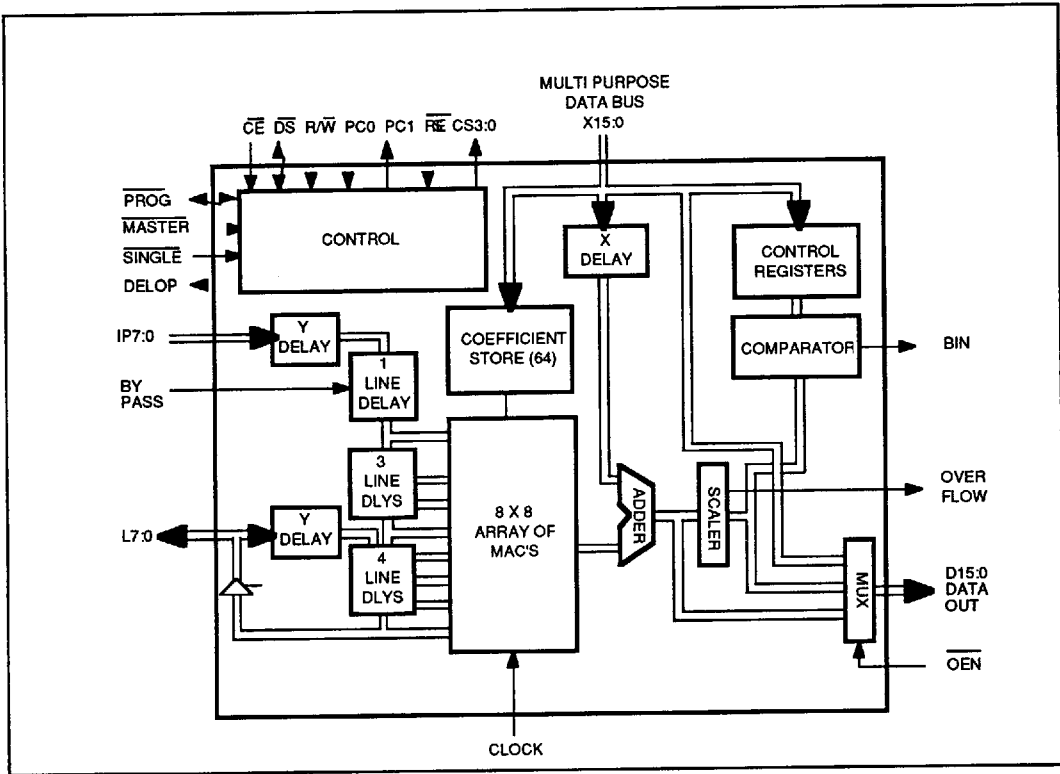 MULTI PURPOSE
DATA BUS
X15:0
CE DS R/W PC0 PC1 RES CS3:0
PROG
MASTER
SINGLE
DELOP
CONTROL
X
DELAY
CONTROL
REGISTERS
IP7:0
Y
DELAY
COEFFICIENT
STORE (64)
COMPARATOR
BIN
BY
PASS
1
LINE
DELAY
3
LINE
DLYS
8 X 8
ARRAY OF
MAC'S
ADDER
SCALER
OVER
FLOW
L7:0
Y
DELAY
4
LINE
DLYS
MUX
D15:0
DATA
OUT
OEN
CLOCK